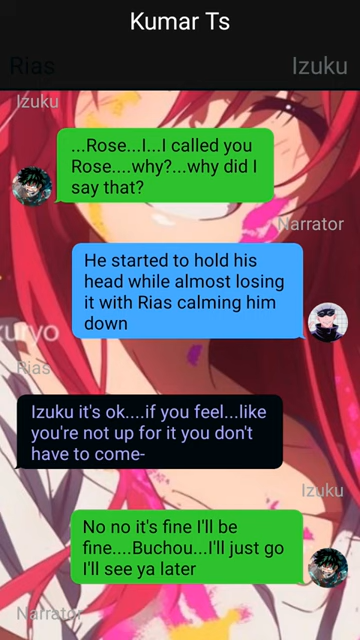 Kumar Ts
Rias
Izuku
Izuku
...Rose...I...I called you
Rose....why?...why did I
say that?
Narrator
He started to hold his
head while almost losing
it with Rias calming him
down
kuryo
Rias
Izuku it's ok....if you feel...like
you're not up for it you don't
have to come-
Izuku
No no it's fine I'll be
fine....Buchou...I'll just go
I'll see ya later
Narrator